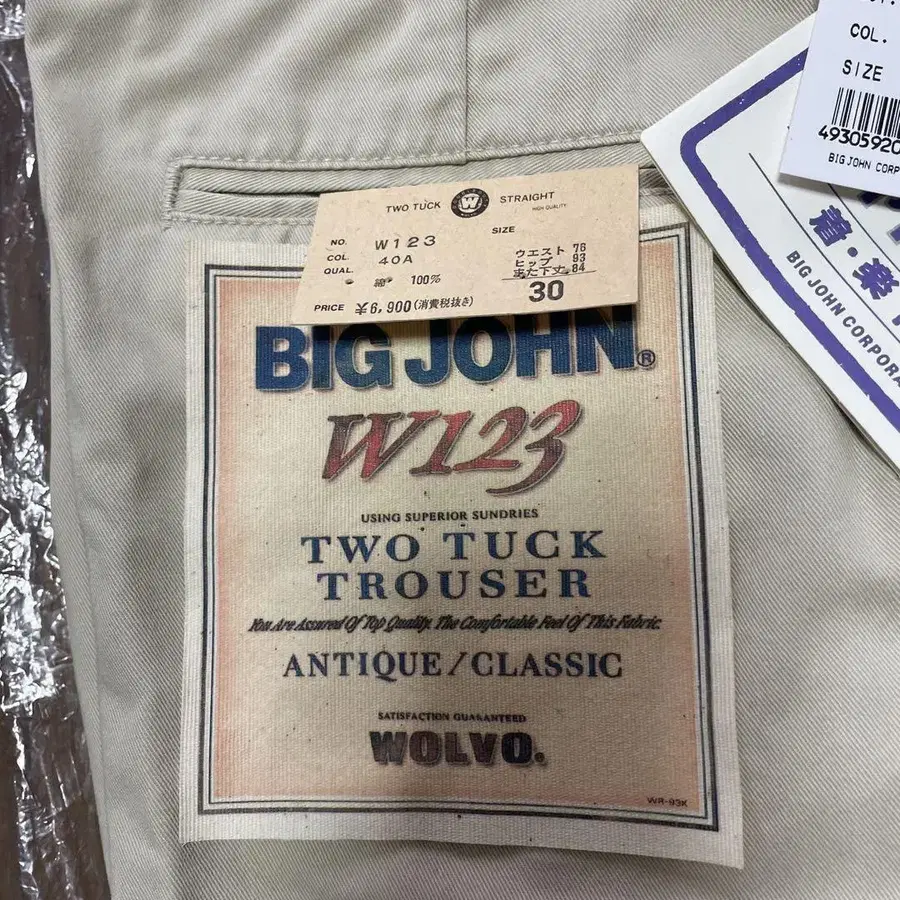 TWO TUCK W STRAIGHT
HIGH QUALITY
NO. W123
COL. 40A
QUAL. 綿 100%
PRICE ¥6,900(消費税抜き)
SIZE
ウエスト 76
ヒップ 93
また下丈 84
30
BIG JOHN®
W123
USING SUPERIOR SUNDRIES
TWO TUCK
TROUSER
You Are Assured Of Top Quality. The Comfortable Feel Of This Fabric.
ANTIQUE/CLASSIC
SATISFACTION GUARANTEED
WOLVO.
WR-93K
COL.
SIZE
49305920
BIG JOHN CORP
着・楽
BIG JOHN CORPORA